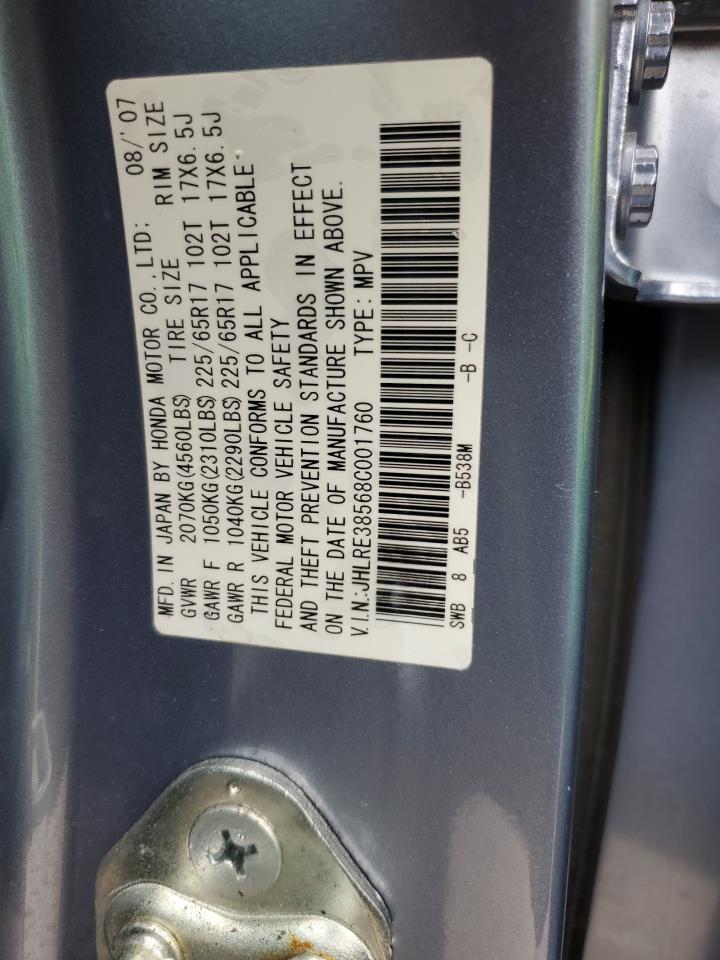 MFD. IN JAPAN BY HONDA MOTOR CO.,LTD: 08/'07
GVWR 2070KG(4560LBS) TIRE SIZE RIM SIZE
GAWR F 1050KG(2310LBS) 225/65R17 102T 17X6.5J
GAWR R 1040KG(2290LBS) 225/65R17 102T 17X6.5J
THIS VEHICLE CONFORMS TO ALL APPLICABLE
FEDERAL MOTOR VEHICLE SAFETY
AND THEFT PREVENTION STANDARDS IN EFFECT
ON THE DATE OF MANUFACTURE SHOWN ABOVE.
V.I.N.:JHLRE38568C001760 TYPE:MPV
SWB 8 AB5 -B538M -B -C